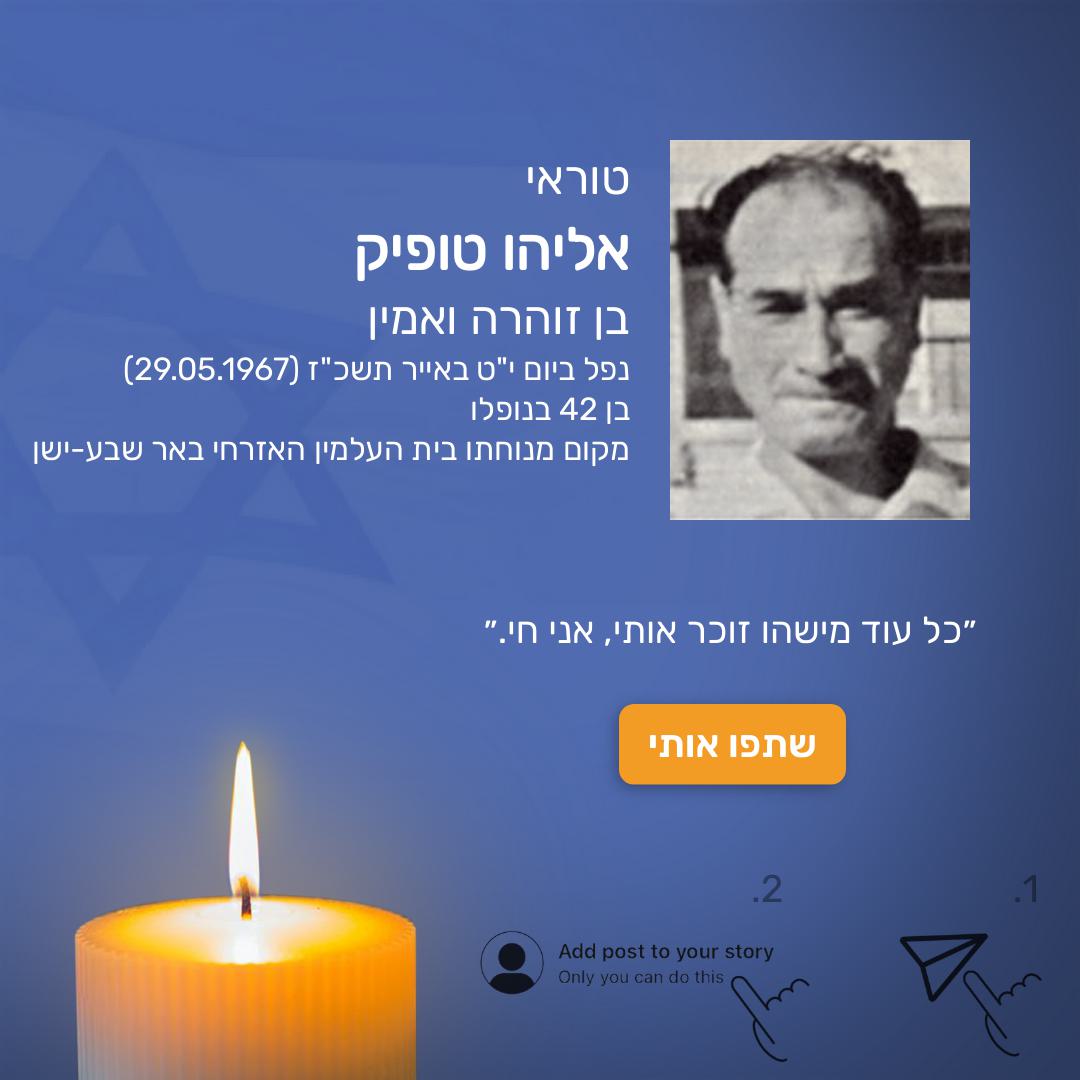 טוראי
אליהו טופיק
בן זוהרה ואמין
נפל ביום י"ט באייר תשכ"ז (29.05.1967)
בן 42 בנופלו
מקום מנוחתו בית העלמין האזרחי באר שבע-ישן
״כל עוד מישהו זוכר אותי, אני חי.״
שתפו אותי
.1
.2
Add post to your story
Only you can do this